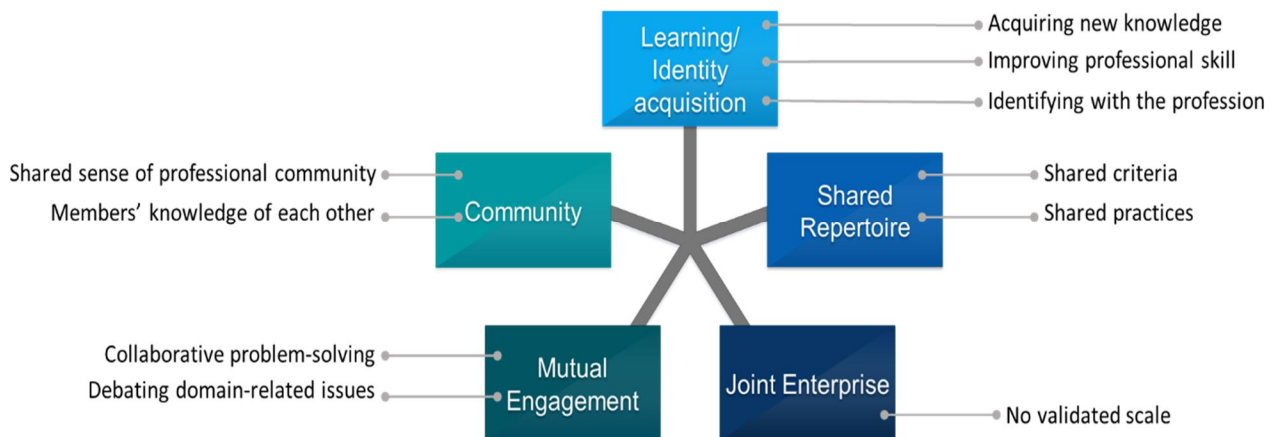 Learning/
Identity
acquisition
Acquiring new knowledge
Improving professional skill
Identifying with the profession
Shared sense of professional community
Members’ knowledge of each other
Community
Shared
Repertoire
Shared criteria
Shared practices
Collaborative problem-solving
Debating domain-related issues
Mutual
Engagement
Joint Enterprise
No validated scale